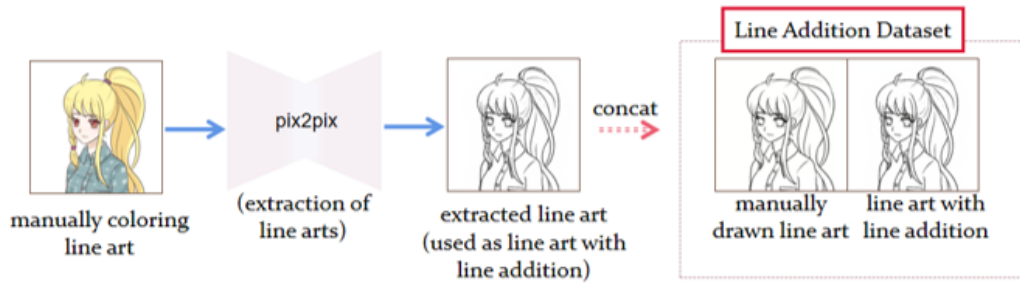 Line Addition Dataset
pix2pix
concat
manually coloring
line art
(extraction of
line arts)
extracted line art
(used as line art with
line addition)
manually
drawn line art
line art with
line addition